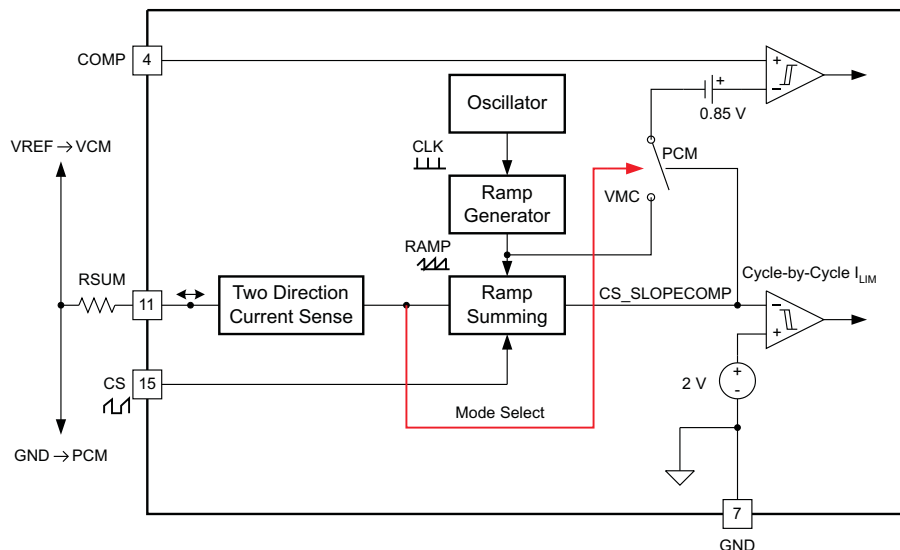 COMP
4
Oscillator
+
−
+
0.85 V
VREF → VCM
CLK
PCM
Ramp
Generator
VMC
RAMP
RSUM
11
Two Direction
Current Sense
Ramp
Summing
CS_SLOPECOMP
Cycle-by-Cycle ILIM
−
+
CS
15
2 V
+
-
Mode Select
GND → PCM
7
GND